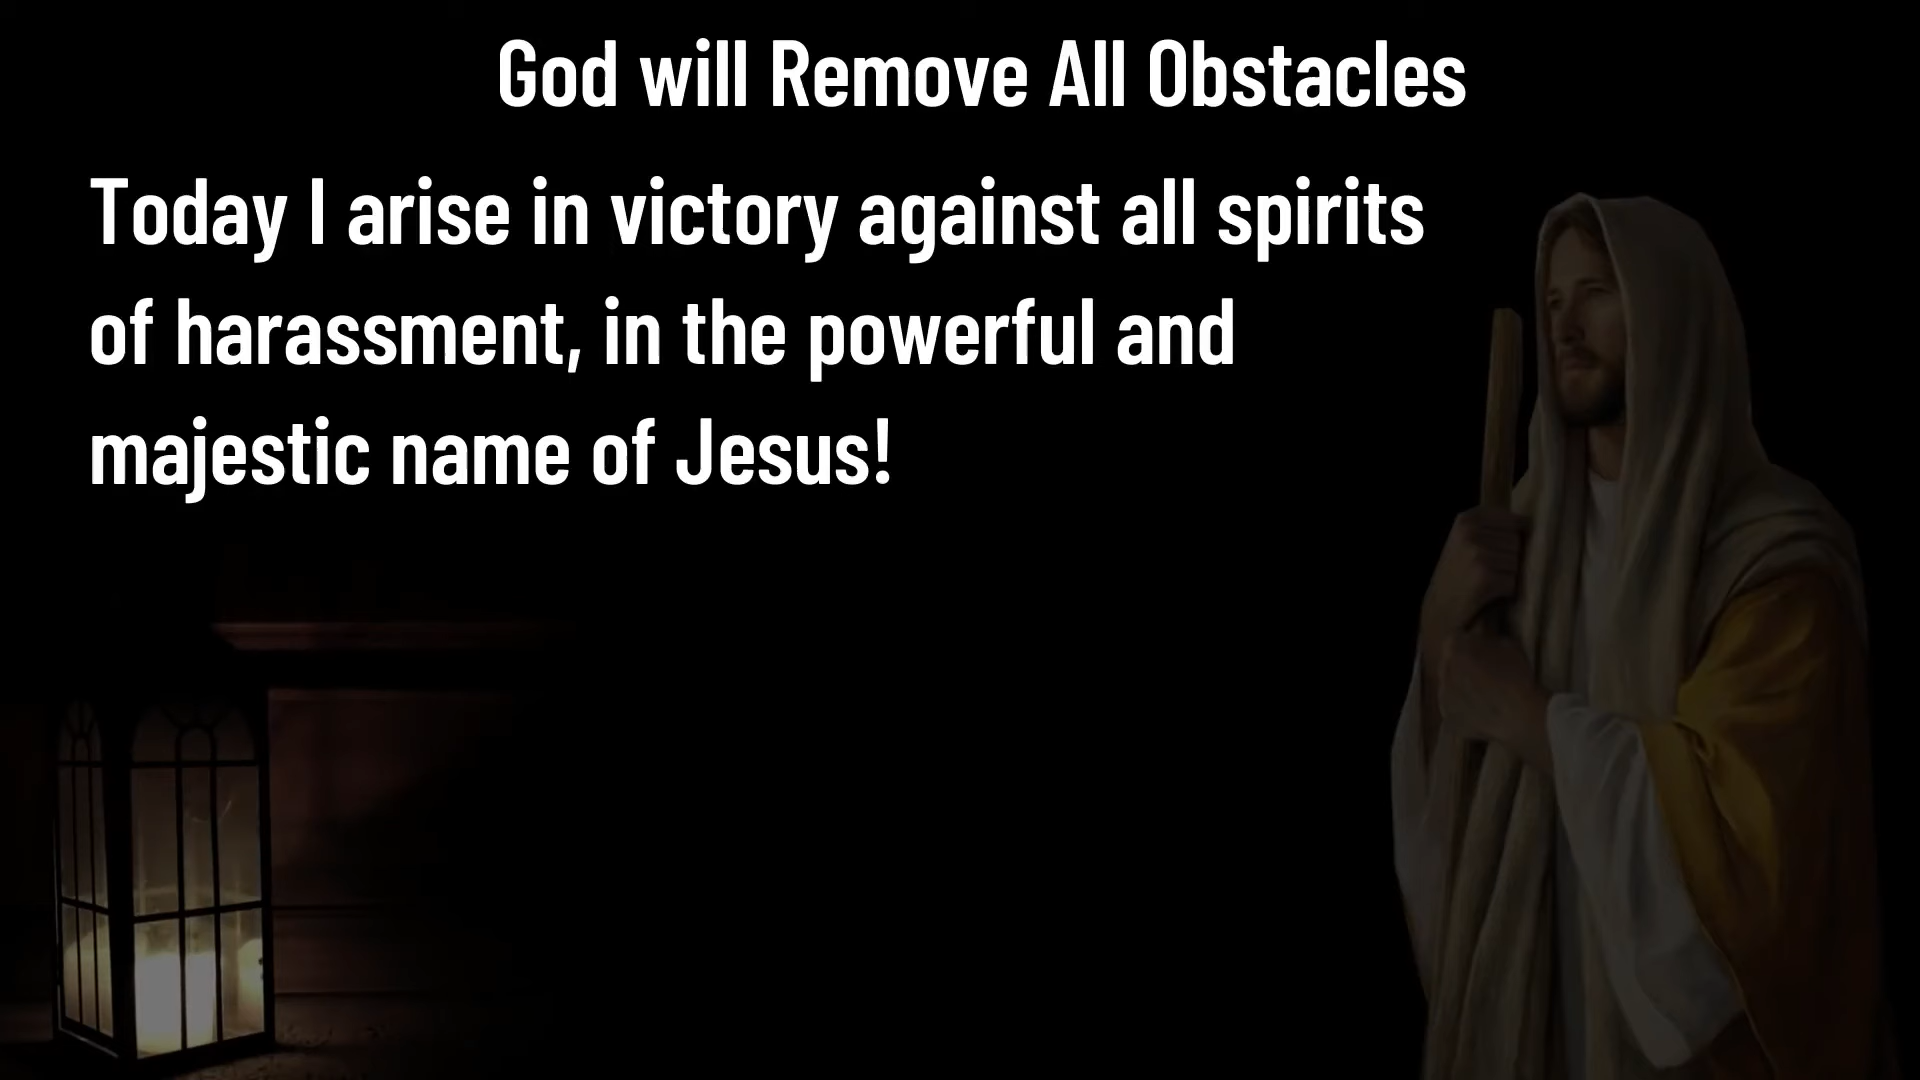 God will Remove All Obstacles
Today I arise in victory against all spirits
of harassment, in the powerful and
majestic name of Jesus!